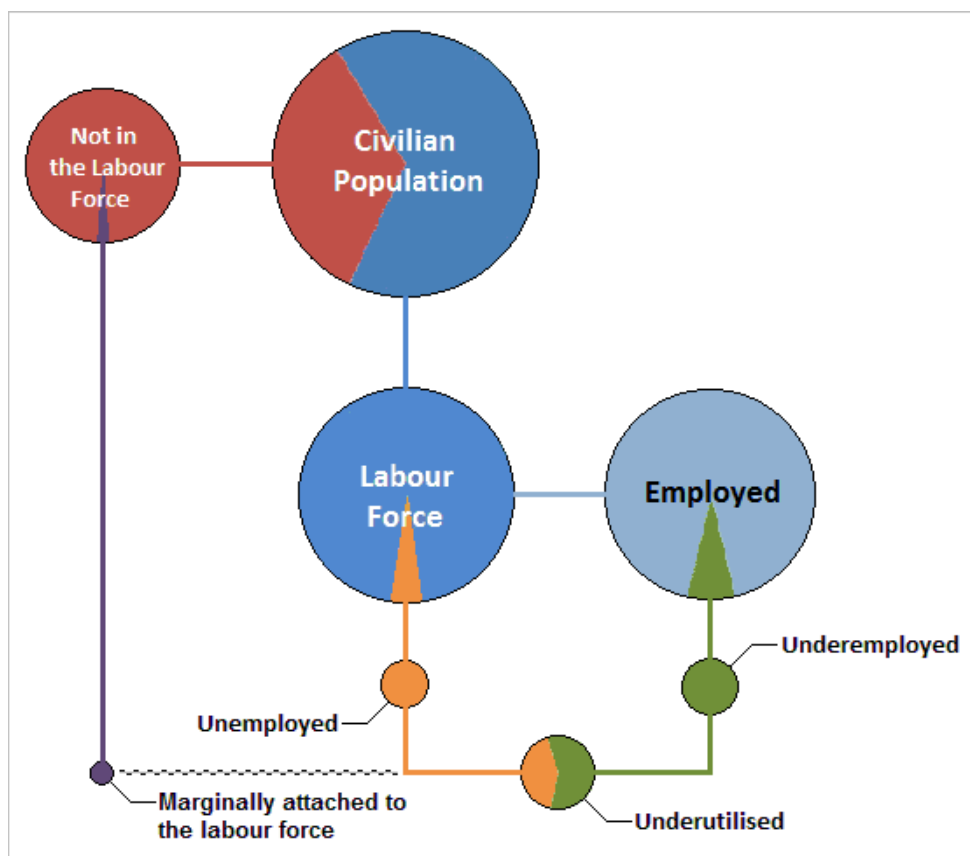 Not in
the Labour
Force
Civilian
Population
Labour
Force
Employed
Underemployed
Unemployed
Marginally attached to
the labour force
Underutilised